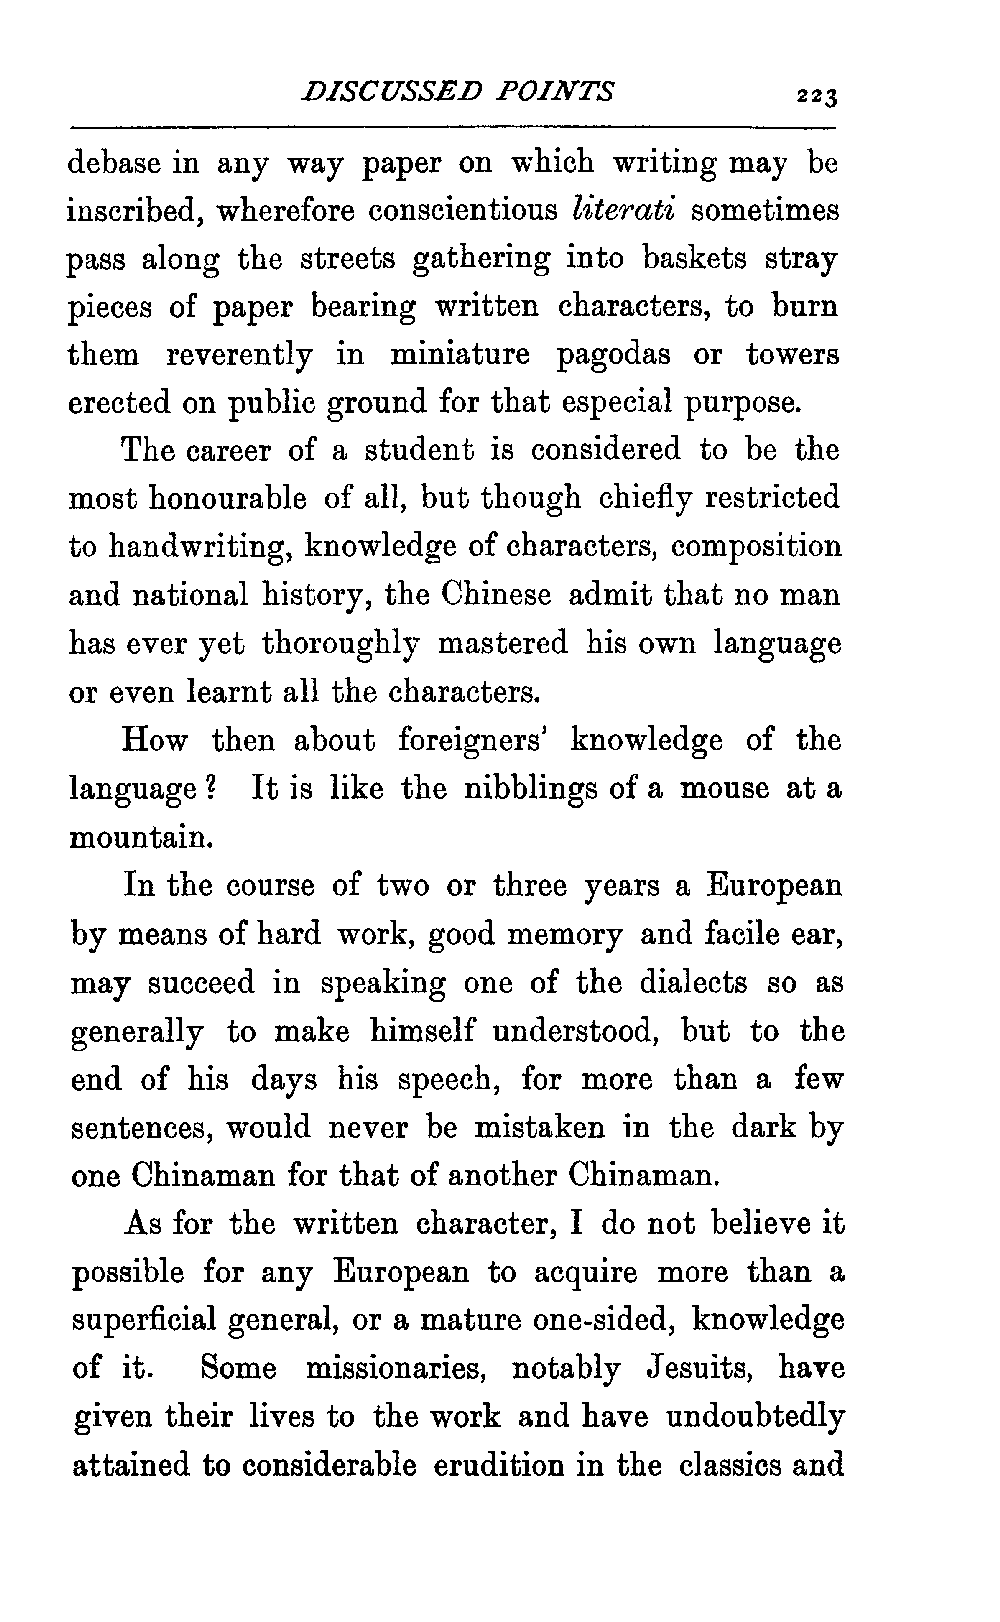 DISCUSSED POINTS 223
debase in any way paper on which writing may be
inscribed, wherefore conscientious literati sometimes
pass along the streets gathering into baskets stray
pieces of paper bearing written characters, to burn
them reverently in miniature pagodas or towers
erected on public ground for that especial purpose.
The career of a student is considered to be the
most honourable of all, but though chiefly restricted
to handwriting, knowledge of characters, composition
and national history, the Chinese admit that no man
has ever yet thoroughly mastered his own language
or even learnt all the characters.
How then about foreigners' knowledge of the
language? It is like the nibblings of a mouse at a
mountain.
In the course of two or three years a European
by means of hard work, good memory and facile ear,
may succeed in speaking one of the dialects so as
generally to make himself understood, but to the
end of his days his speech, for more than a few
sentences, would never be mistaken in the dark by
one Chinaman for that of another Chinaman.
As for the written character, I do not believe it
possible for any European to acquire more than a
superficial general, or a mature one-sided, knowledge
of it. Some missionaries, notably Jesuits, have
given their lives to the work and have undoubtedly
attained to considerable erudition in the classics and